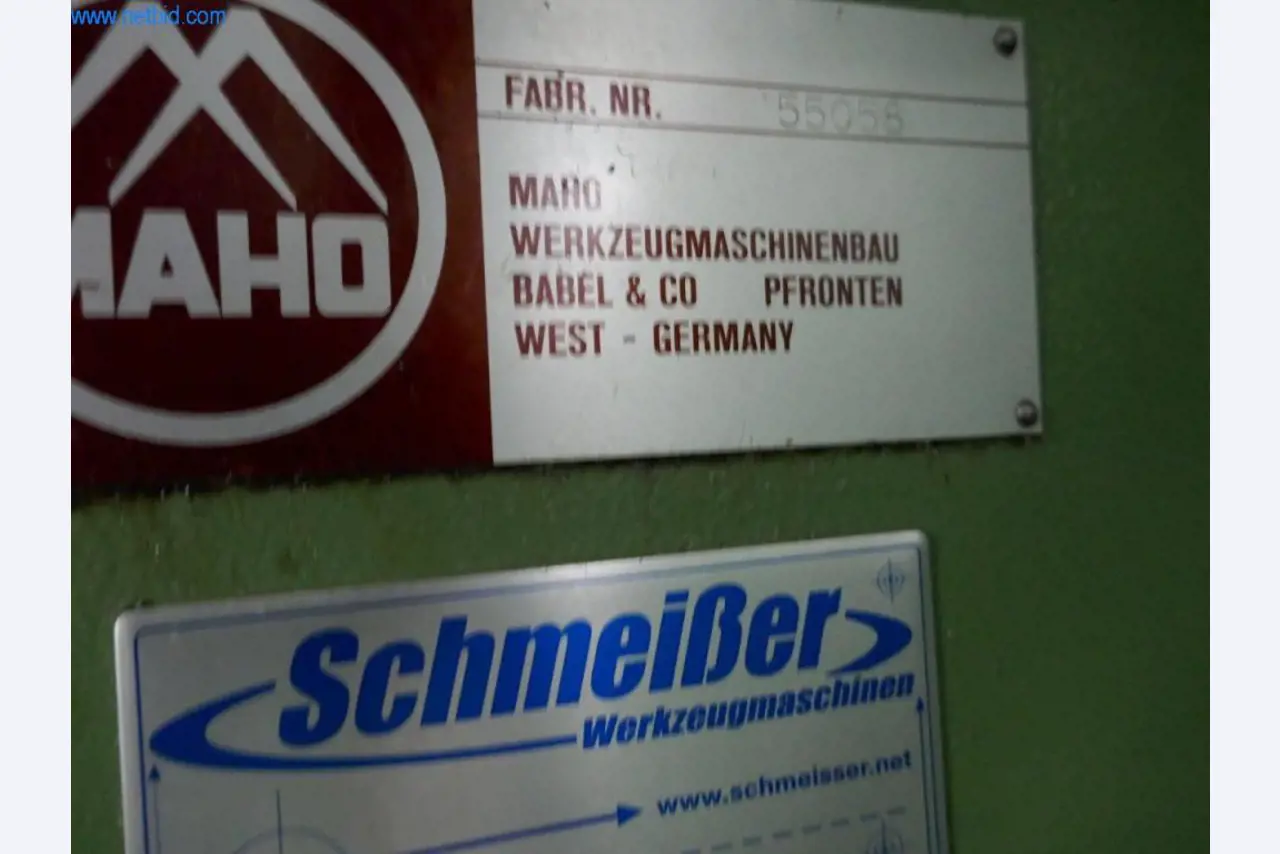 www.netbid.com
FABR. NR. 55058
MAHO
MAHO
WERKZEUGMASCHINENBAU
BABEL & CO PFRONTEN
WEST - GERMANY
Schmeißer
Werkzeugmaschinen
www.schmeisser.net